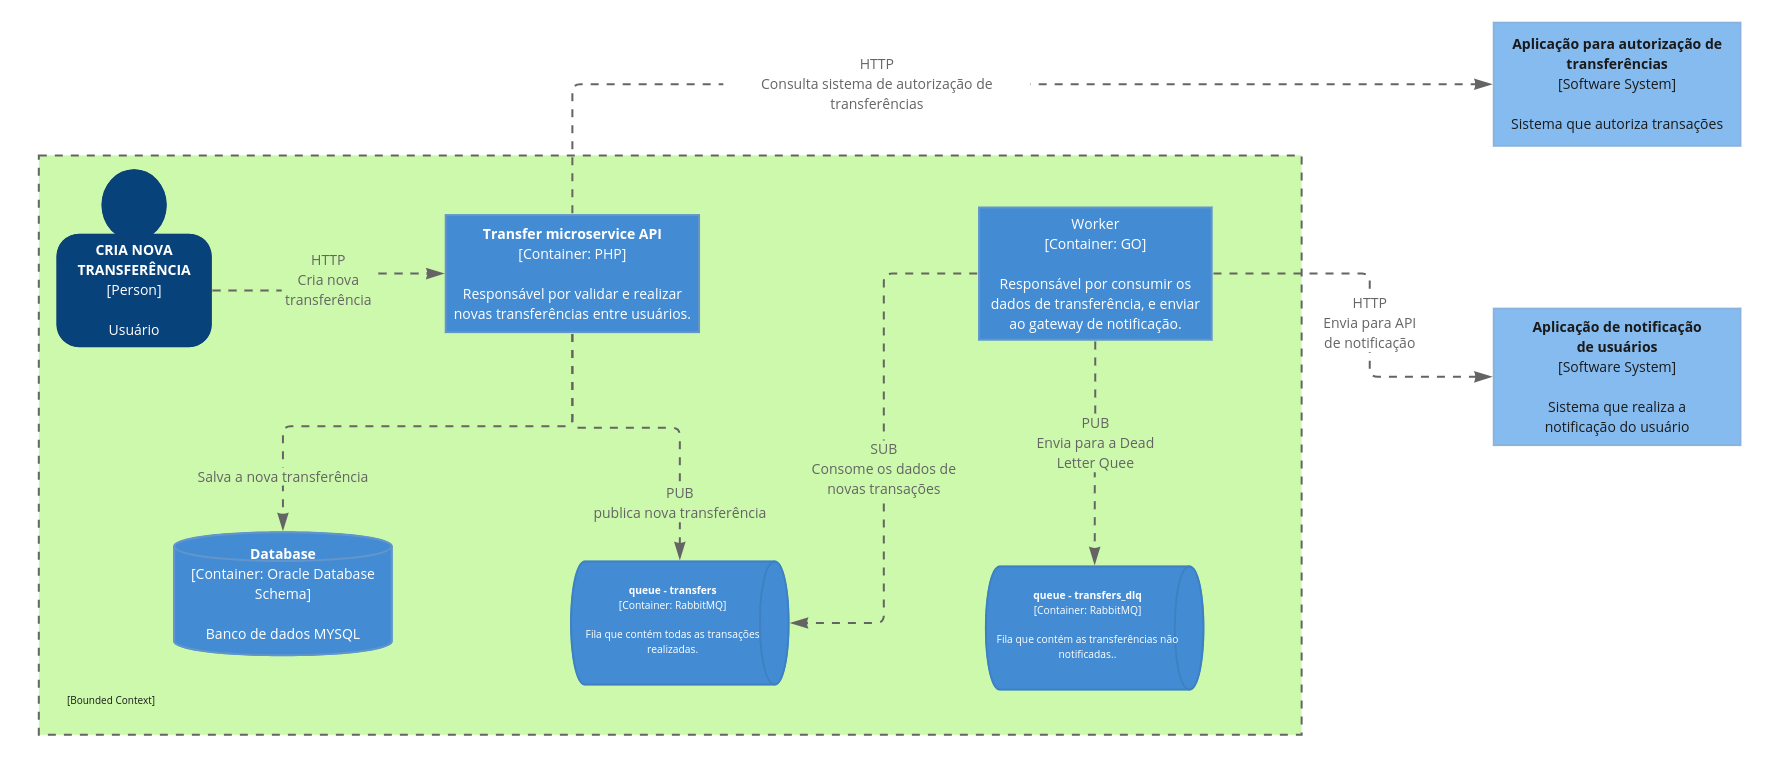 HTTP
Consulta sistema de autorização de
transferências
Aplicação para autorização de
transferências
[Software System]
Sistema que autoriza transações
CRIA NOVA
TRANSFERÊNCIA
[Person]
Usuário
HTTP
Cria nova
transferência
Transfer microservice API
[Container: PHP]
Responsável por validar e realizar
novas transferências entre usuários.
Worker
[Container: GO]
Responsável por consumir os
dados de transferência, e enviar
ao gateway de notificação.
HTTP
Envia para API
de notificação
Aplicação de notificação
de usuários
[Software System]
Sistema que realiza a
notificação do usuário
Salva a nova transferência
PUB
publica nova transferência
SUB
Consome os dados de
novas transações
PUB
Envia para a Dead
Letter Quee
Database
[Container: Oracle Database
Schema]
Banco de dados MYSQL
queue - transfers
[Container: RabbitMQ]
Fila que contém todas as transações
realizadas.
queue - transfers_dlq
[Container: RabbitMQ]
Fila que contém as transferências não
notificadas..
[Bounded Context]